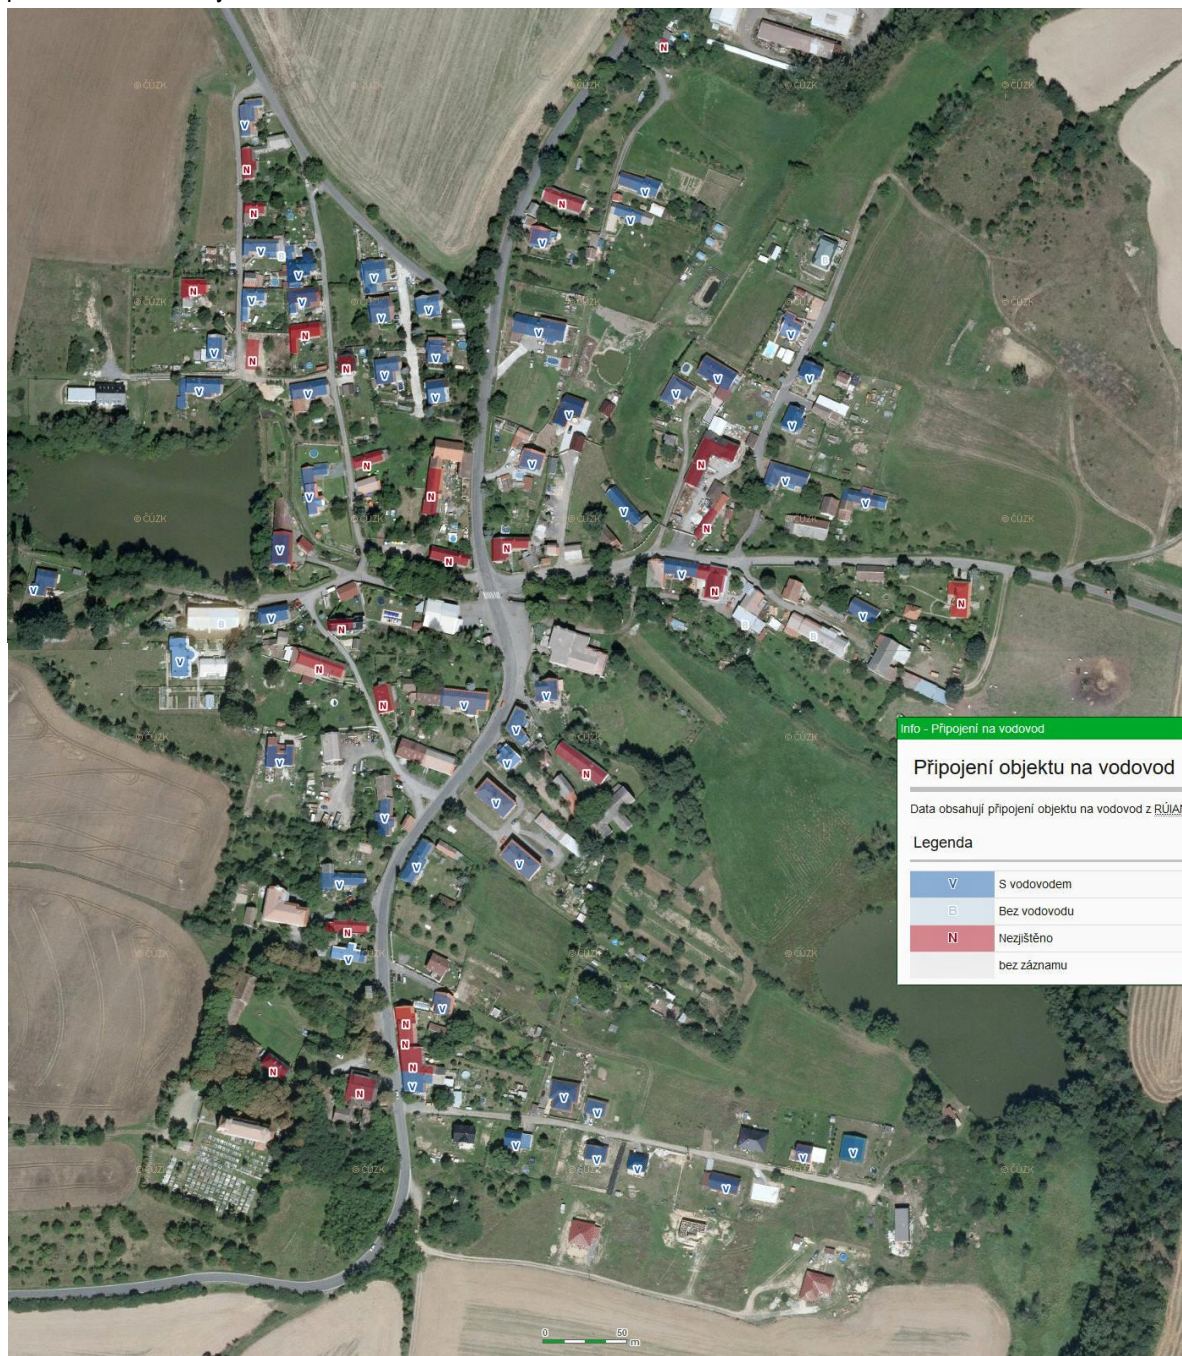 © ČÚZK
Info - Připojení na vodovod
Připojení objektu na vodovod
Data obsahují připojení objektu na vodovod z RÚIAN
Legenda
V S vodovodem
B Bez vodovodu
N Nezjištěno
bez záznamu
0 50
m